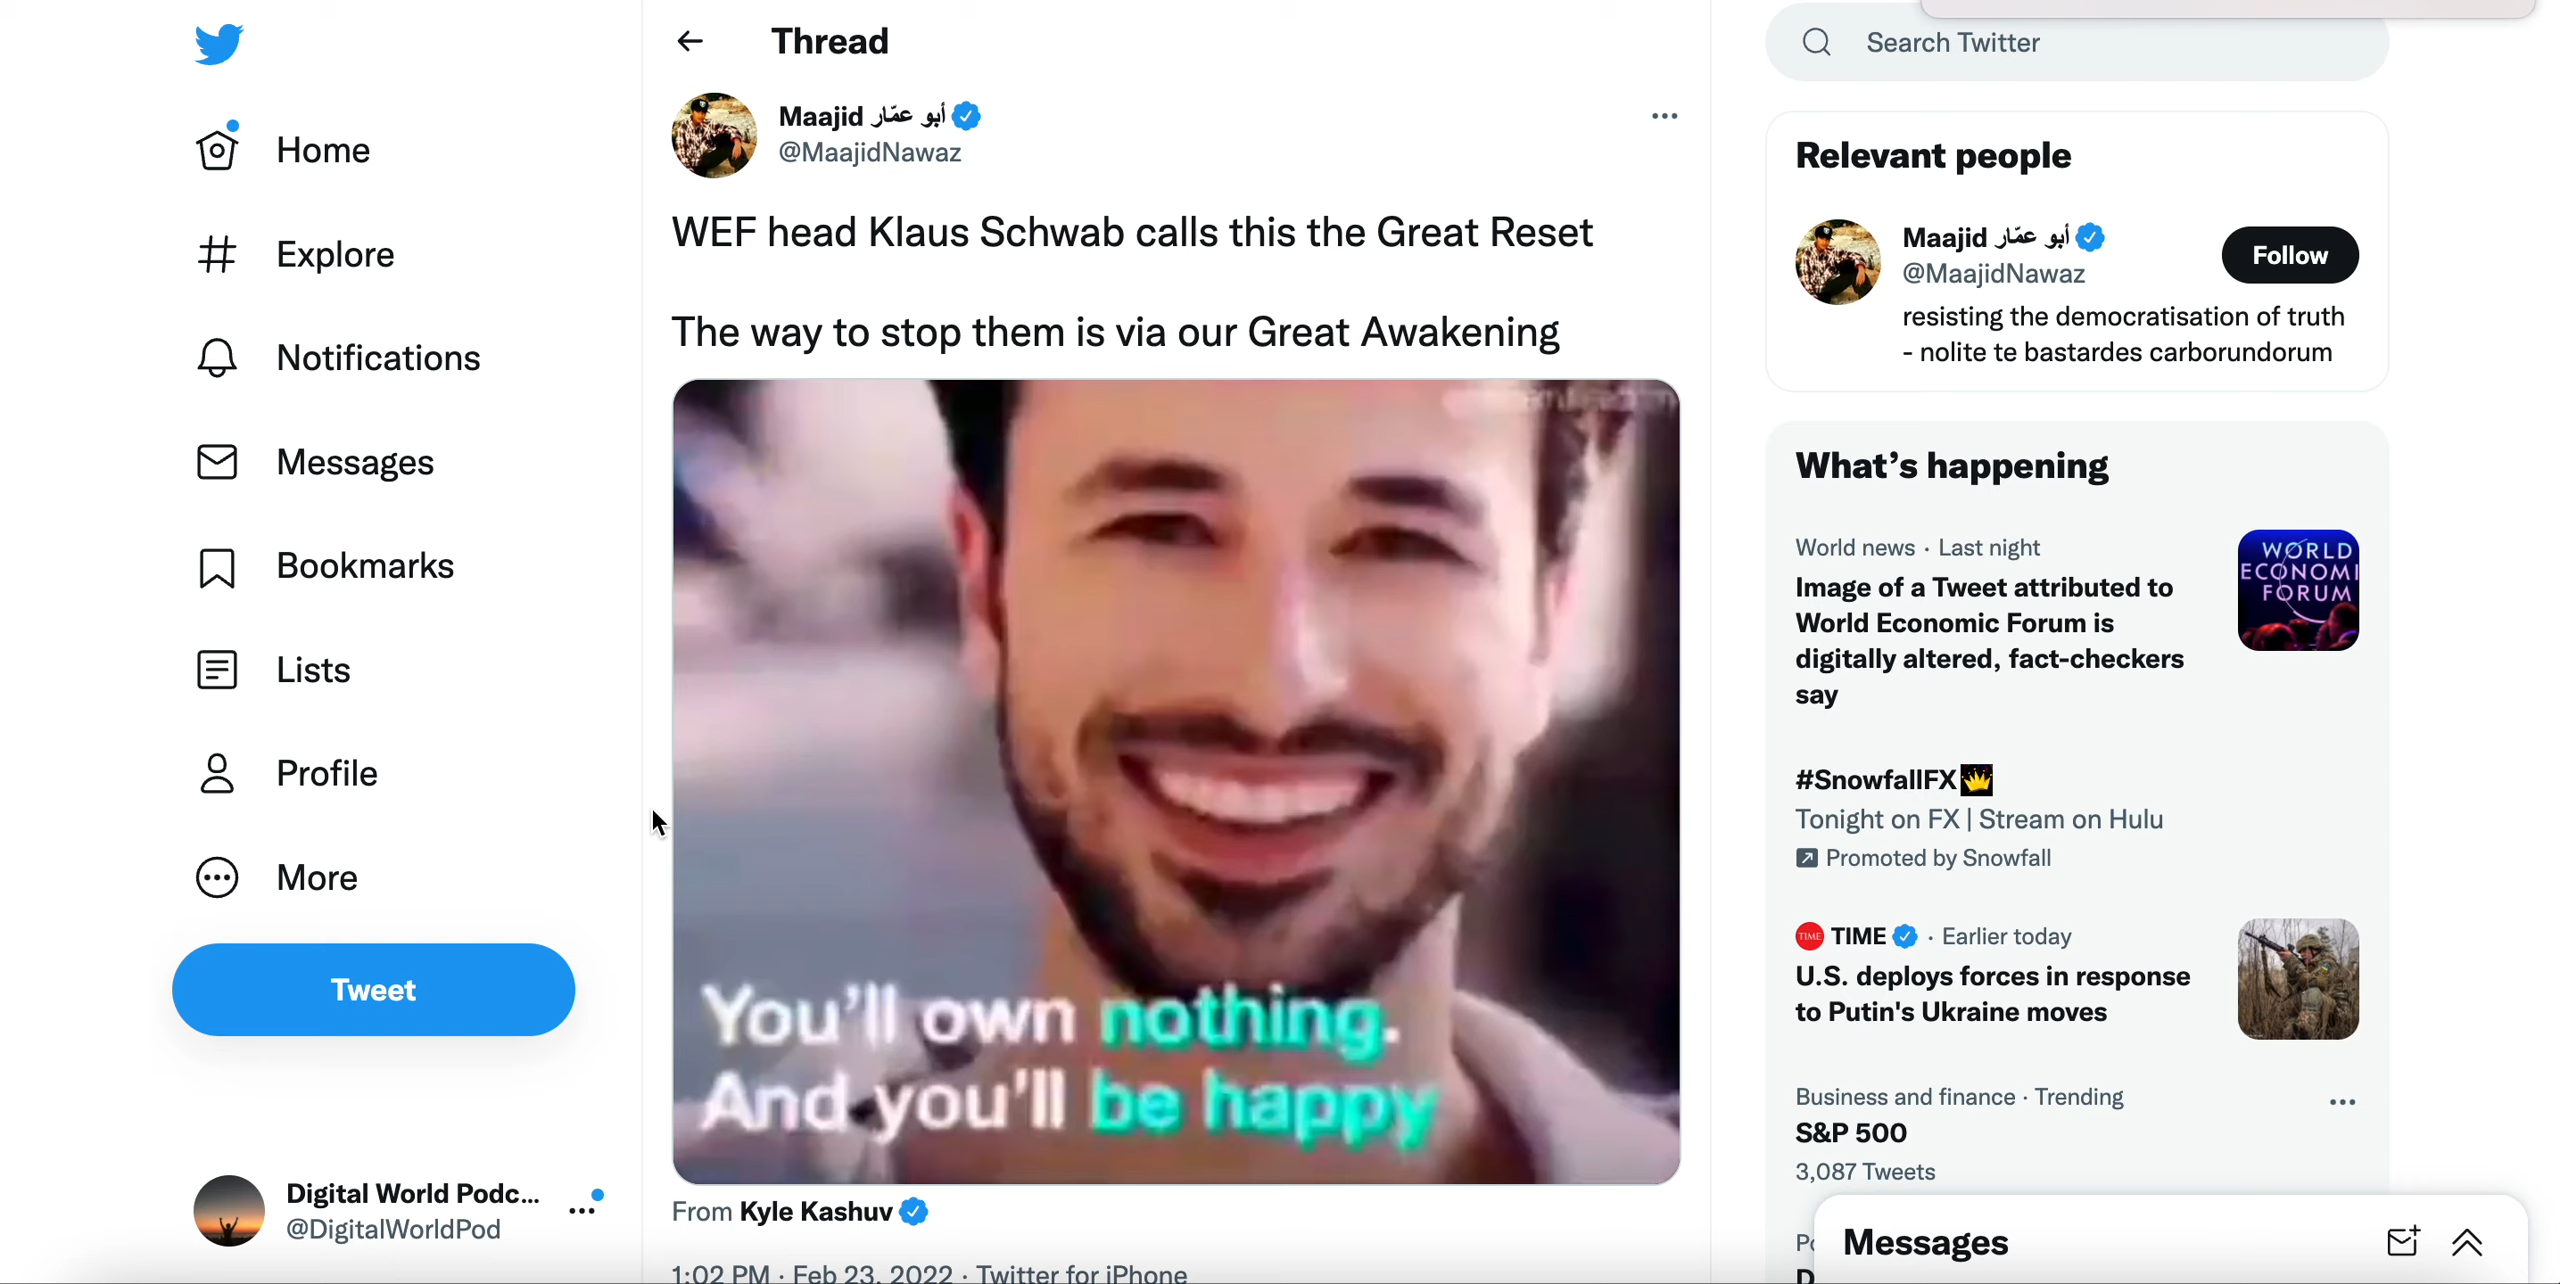 Home
Explore
Notifications
Messages
Bookmarks
Lists
Profile
More
Tweet
Digital World Podc...
@DigitalWorldPod
Thread
Maajid أبو عمّار
@MaajidNawaz
WEF head Klaus Schwab calls this the Great Reset
The way to stop them is via our Great Awakening
You'll own nothing.
And you'll be happy
From Kyle Kashuv
1:02 PM · Feb 23, 2022 · Twitter for iPhone
Search Twitter
Relevant people
Maajid أبو عمّار
@MaajidNawaz
Follow
resisting the democratisation of truth
- nolite te bastardes carborundorum
What's happening
World news · Last night
Image of a Tweet attributed to
World Economic Forum is
digitally altered, fact-checkers
say
WORLD
ECONOMI
FORUM
#SnowfallFX
Tonight on FX | Stream on Hulu
Promoted by Snowfall
TIME
TIME · Earlier today
U.S. deploys forces in response
to Putin's Ukraine moves
Business and finance · Trending
S&P 500
3,087 Tweets
Messages